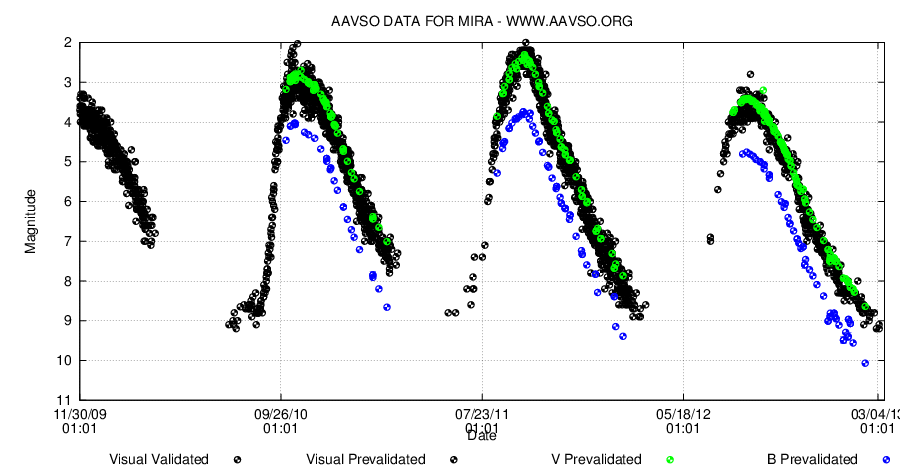 AAVSO DATA FOR MIRA - WWW.AAVSO.ORG
2
3
4
5
6
7
8
9
10
11
Magnitude
11/30/09 09/26/10 07/23/11 05/18/12 03/04/13
01:01 01:01 01:01 01:01 01:01
Date
Visual Validated Visual Prevalidated V Prevalidated B Prevalidated